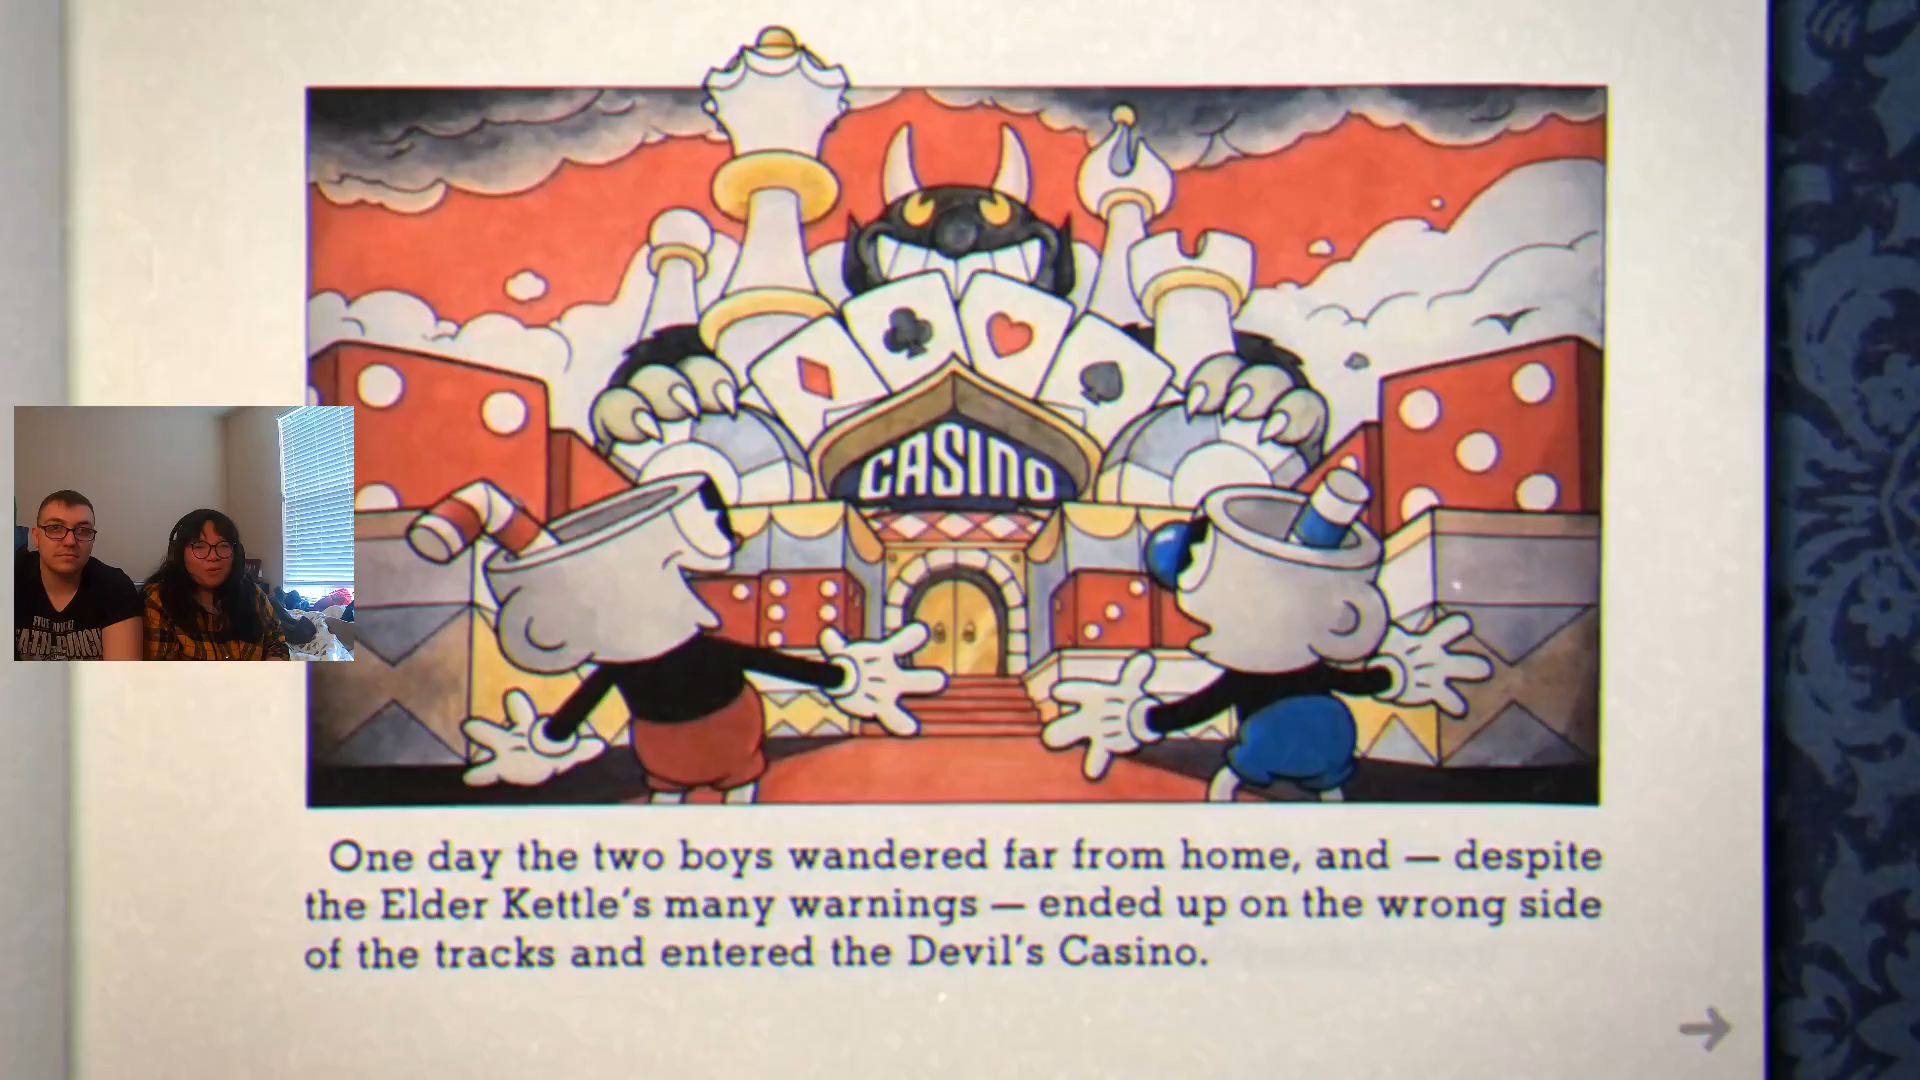 CASINO
One day the two boys wandered far from home, and — despite
the Elder Kettle's many warnings — ended up on the wrong side
of the tracks and entered the Devil's Casino.